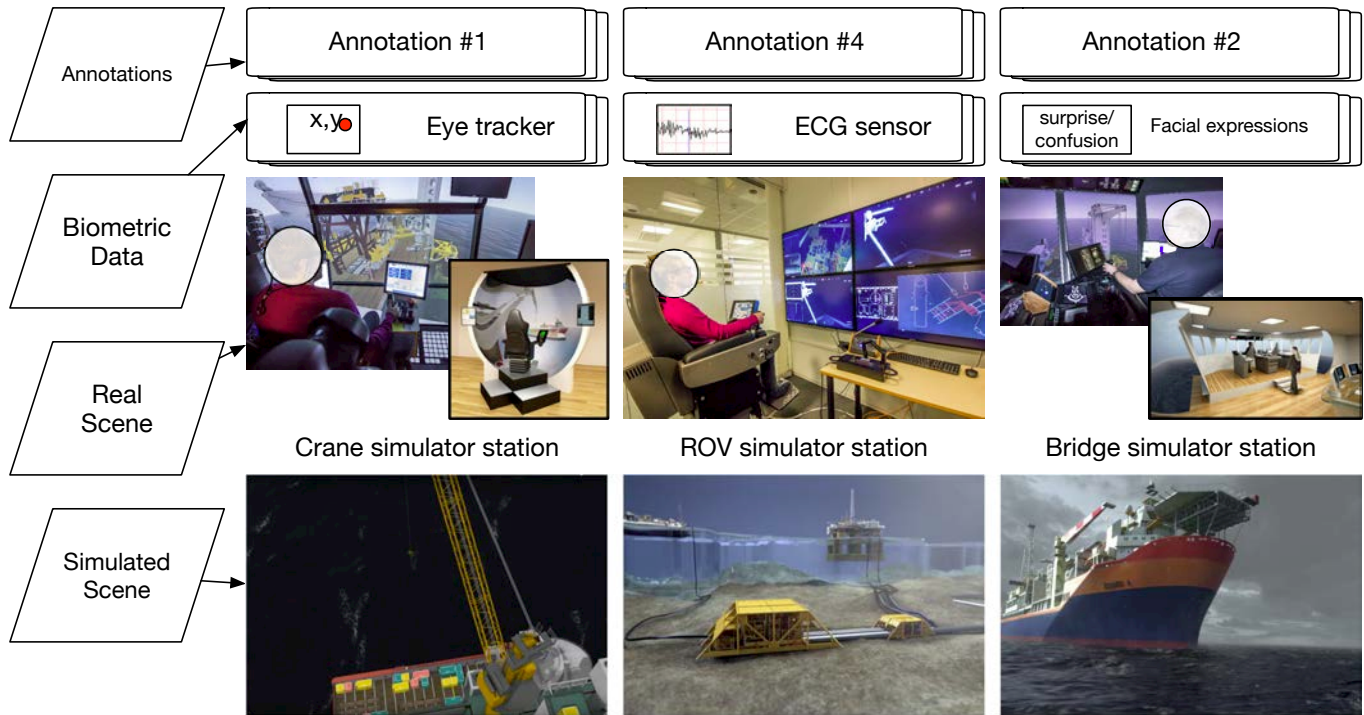 Annotations
Annotation #1
Annotation #4
Annotation #2
x,y
Eye tracker
ECG sensor
surprise/
confusion
Facial expressions
Biometric
Data
Real
Scene
Crane simulator station
ROV simulator station
Bridge simulator station
Simulated
Scene